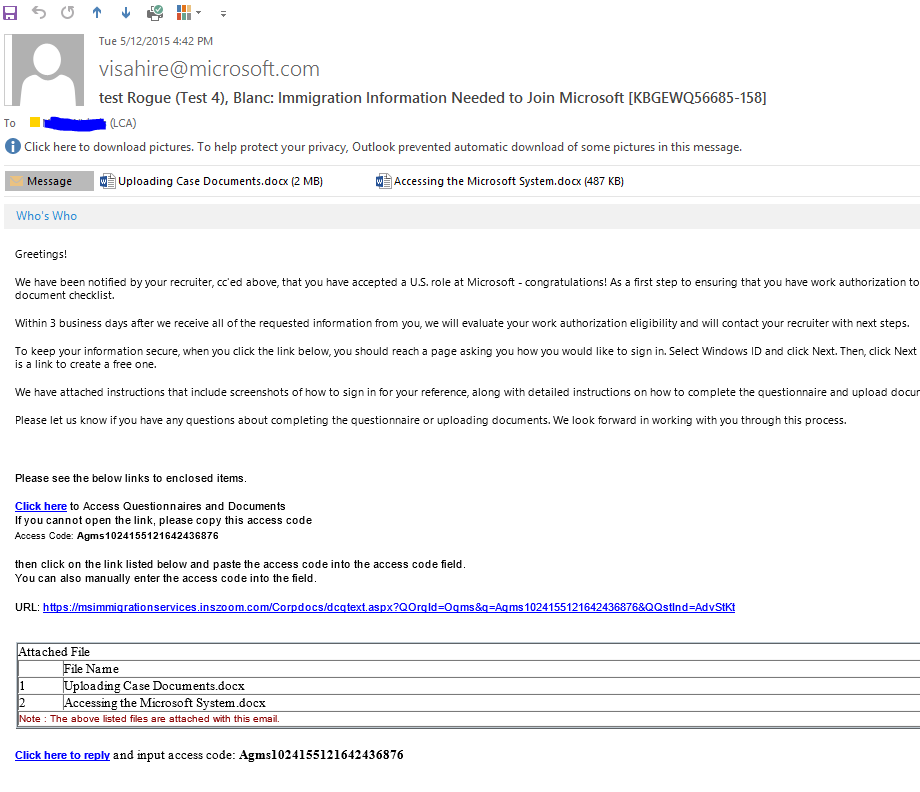 Tue 5/12/2015 4:42 PM
visahire@microsoft.com
test Rogue (Test 4), Blanc: Immigration Information Needed to Join Microsoft [KBGEWQ56685-158]
To (LCA)
Click here to download pictures. To help protect your privacy, Outlook prevented automatic download of some pictures in this message.
Message Uploading Case Documents.docx (2 MB) Accessing the Microsoft System.docx (487 KB)
Who's Who
Greetings!
We have been notified by your recruiter, cc'ed above, that you have accepted a U.S. role at Microsoft - congratulations! As a first step to ensuring that you have work authorization to
document checklist.
Within 3 business days after we receive all of the requested information from you, we will evaluate your work authorization eligibility and will contact your recruiter with next steps.
To keep your information secure, when you click the link below, you should reach a page asking you how you would like to sign in. Select Windows ID and click Next. Then, click Next
is a link to create a free one.
We have attached instructions that include screenshots of how to sign in for your reference, along with detailed instructions on how to complete the questionnaire and upload docur
Please let us know if you have any questions about completing the questionnaire or uploading documents. We look forward in working with you through this process.
Please see the below links to enclosed items.
Click here to Access Questionnaires and Documents
If you cannot open the link, please copy this access code
Access Code: Agms1024155121642436876
then click on the link listed below and paste the access code into the access code field.
You can also manually enter the access code into the field.
URL: https://msimmigrationservices.inszoom.com/Corpdocs/dcqtext.aspx?QOrgId=Ogms&q=Agms1024155121642436876&QQstInd=AdvStKt
Attached File
File Name
1 Uploading Case Documents.docx
2 Accessing the Microsoft System.docx
Note : The above listed files are attached with this email.
Click here to reply and input access code: Agms1024155121642436876